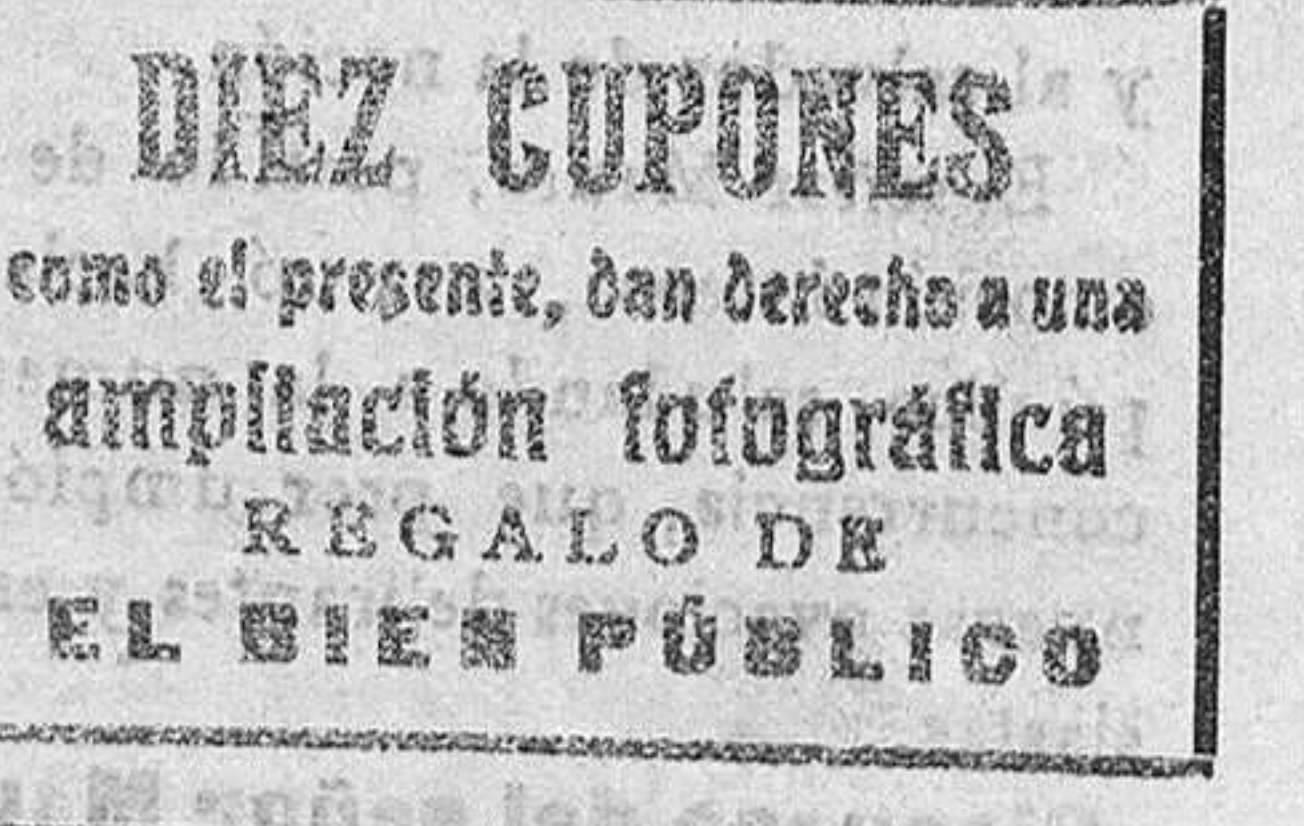 DIEZ CUPONES
como el presente, dan derecho a una
ampliación fotográfica
REGALO DE
EL BIEN PÚBLICO